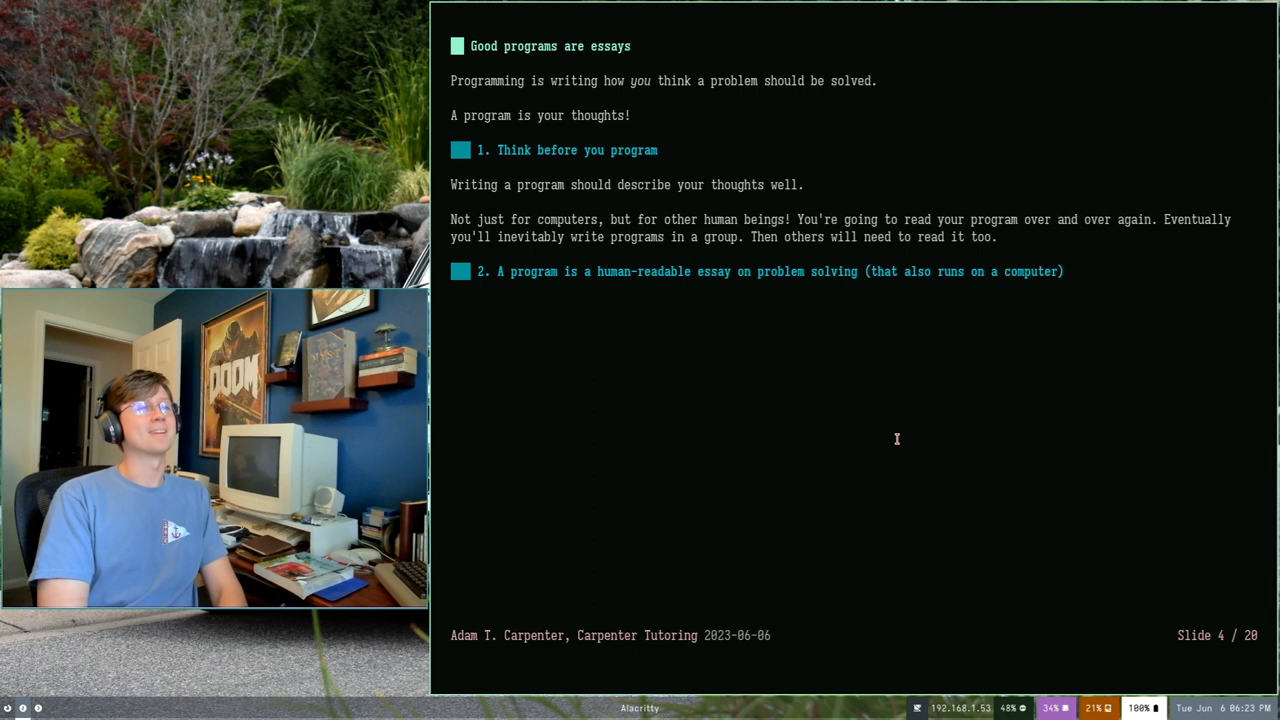 Good programs are essays
Programming is writing how you think a problem should be solved.
A program is your thoughts!
1. Think before you program
Writing a program should describe your thoughts well.
Not just for computers, but for other human beings! You're going to read your program over and over again. Eventually
you'll inevitably write programs in a group. Then others will need to read it too.
2. A program is a human-readable essay on problem solving (that also runs on a computer)
DOOM
MYST
Adam T. Carpenter, Carpenter Tutoring 2023-06-06
Slide 4 / 20
Alacritty
192.168.1.53
48%
34%
21%
100%
Tue Jun 6 06:23 PM